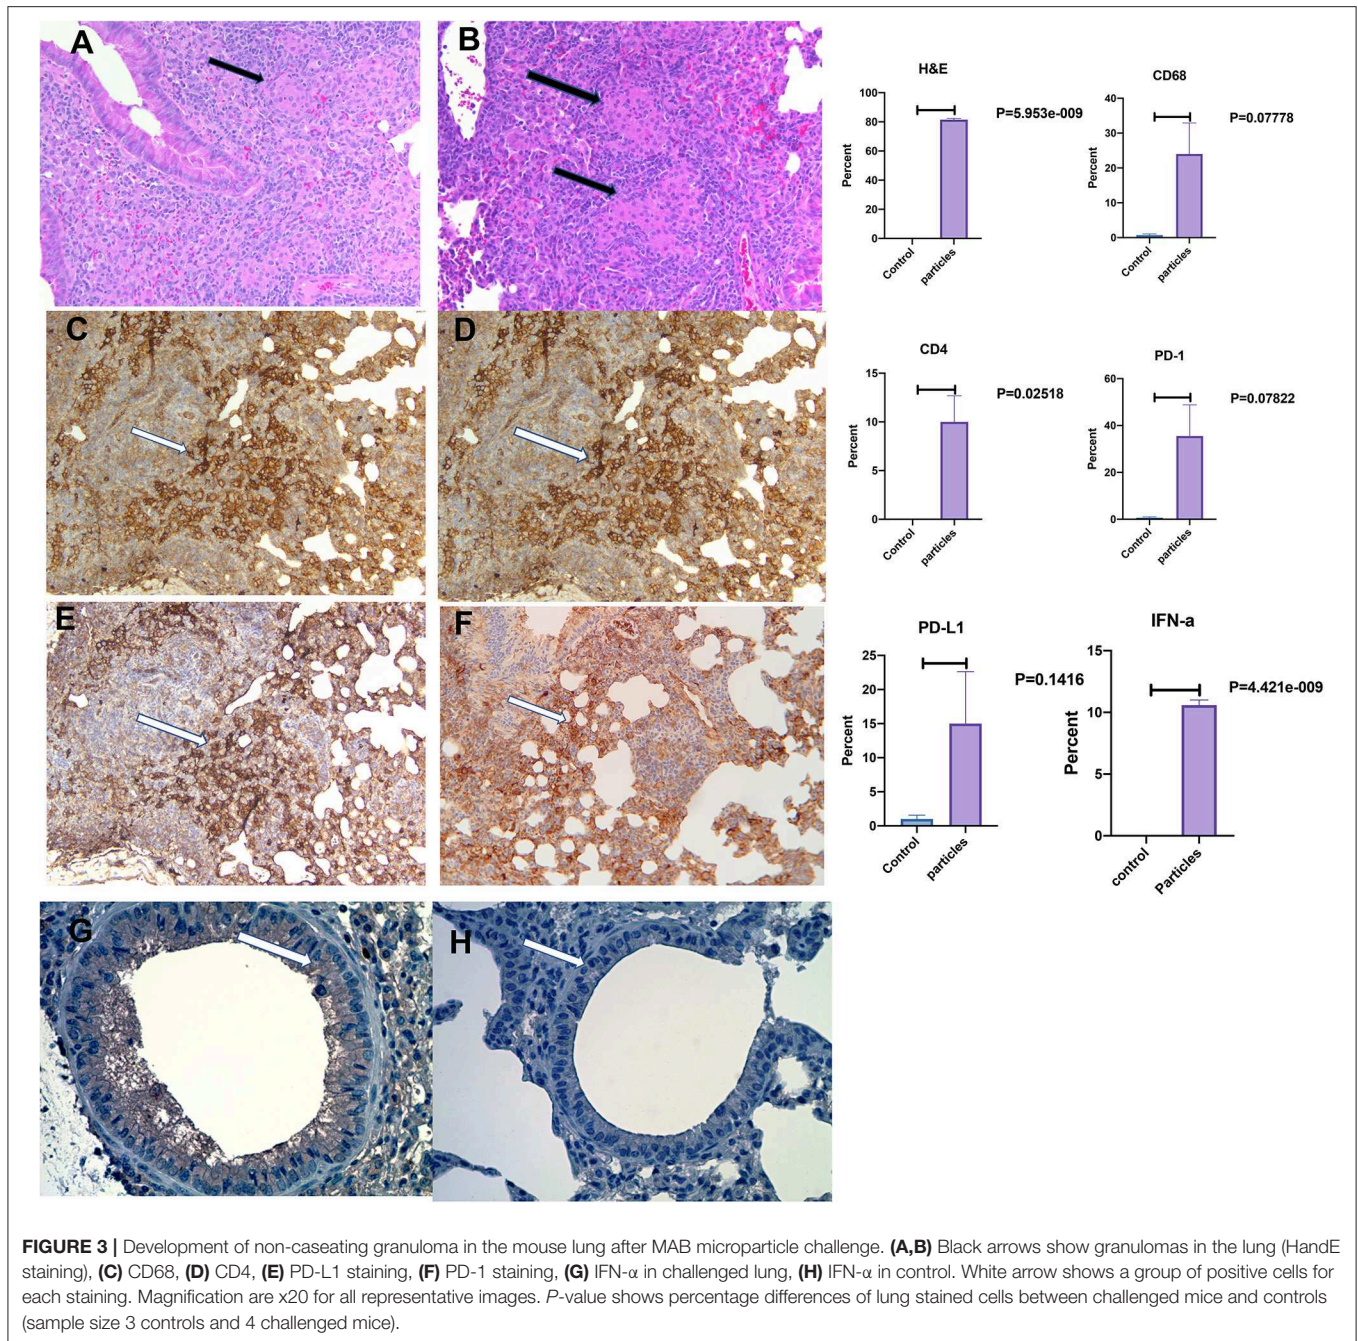 A
B
H&E
Percent
100
80
60
40
20
0
Control
particles
P=5.953e-009
CD68
Percent
40
30
20
10
0
Control
particles
P=0.07778
C
D
CD4
Percent
15
10
5
0
Control
particles
P=0.02518
PD-1
Percent
60
40
20
0
Control
particles
P=0.07822
E
F
PD-L1
Percent
25
20
15
10
5
0
Control
particles
P=0.1416
IFN-a
Percent
15
10
5
0
control
Particles
P=4.421e-009
G
H
FIGURE 3 | Development of non-caseating granuloma in the mouse lung after MAB microparticle challenge. (A,B) Black arrows show granulomas in the lung (HandE
staining), (C) CD68, (D) CD4, (E) PD-L1 staining, (F) PD-1 staining, (G) IFN-α in challenged lung, (H) IFN-α in control. White arrow shows a group of positive cells for
each staining. Magnification are x20 for all representative images. P-value shows percentage differences of lung stained cells between challenged mice and controls
(sample size 3 controls and 4 challenged mice).